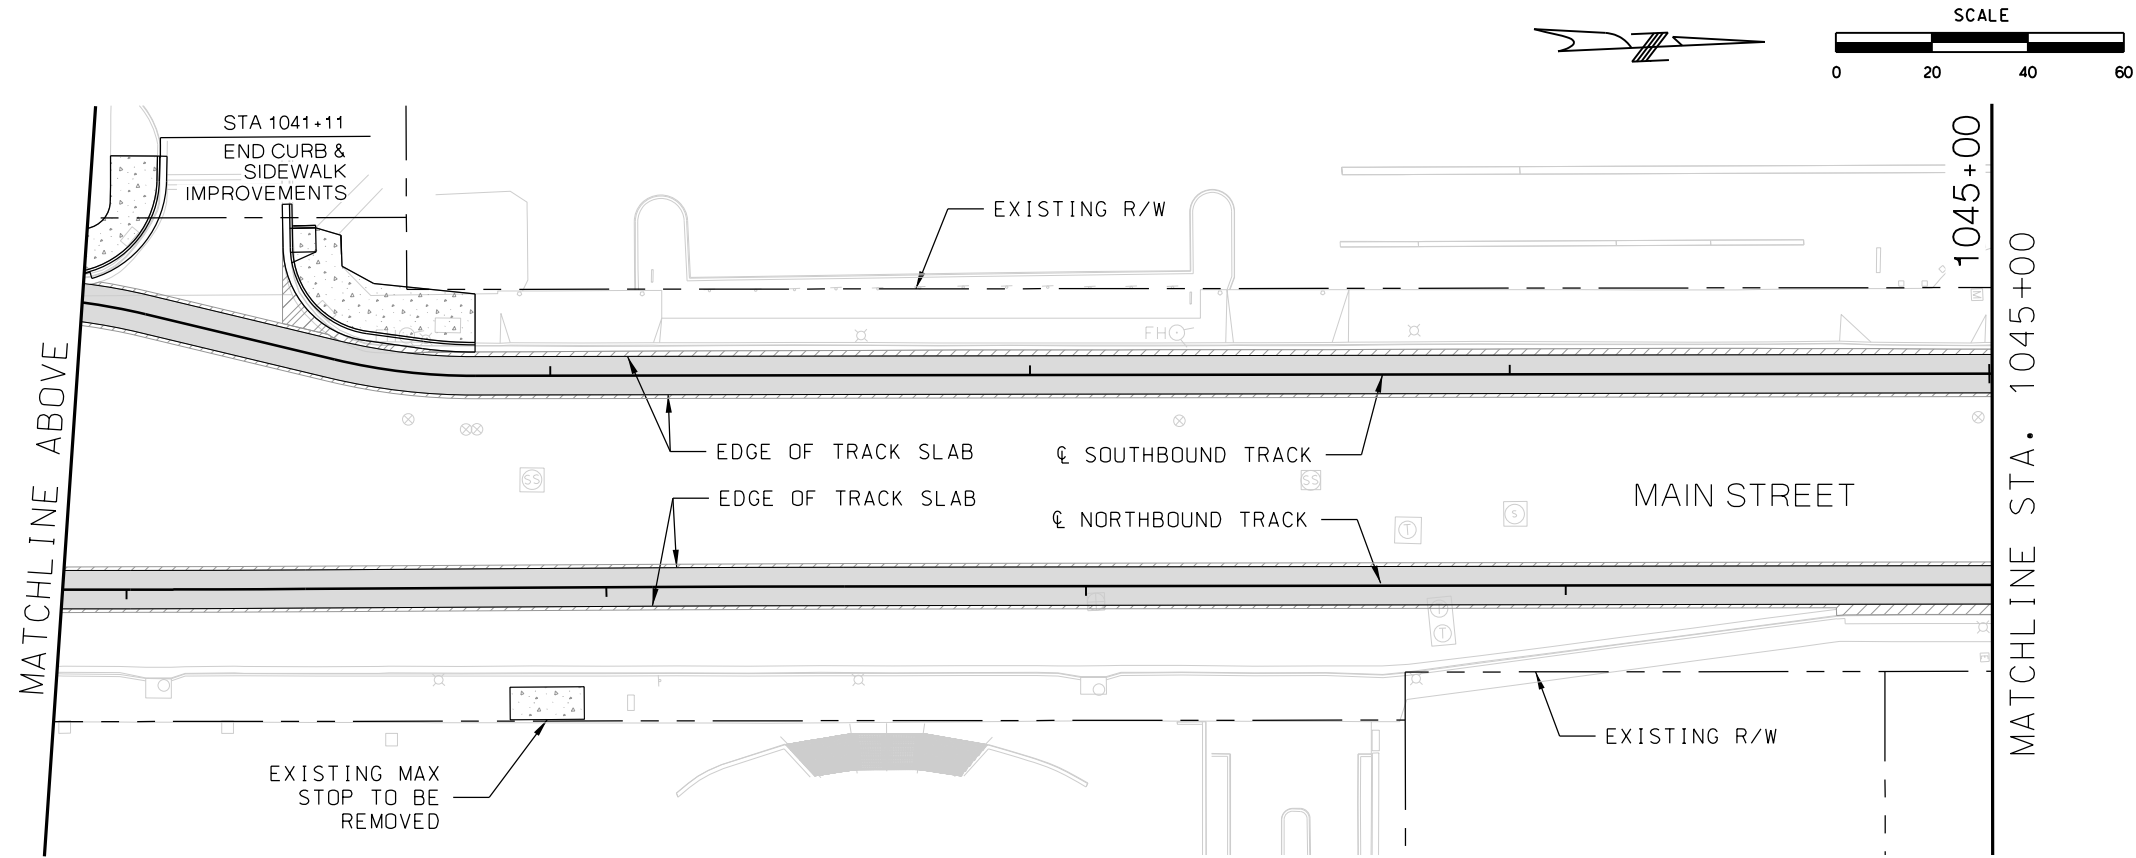 SCALE
0 20 40 60
STA 1041+11
END CURB &
SIDEWALK
IMPROVEMENTS
EXISTING R/W
1045+00
MATCHLINE STA. 1045+00
MATCHLINE ABOVE
FH
M
EDGE OF TRACK SLAB
℄ SOUTHBOUND TRACK
SS
SS
EDGE OF TRACK SLAB
℄ NORTHBOUND TRACK
MAIN STREET
T
S
T
T
E
EXISTING R/W
EXISTING MAX
STOP TO BE
REMOVED